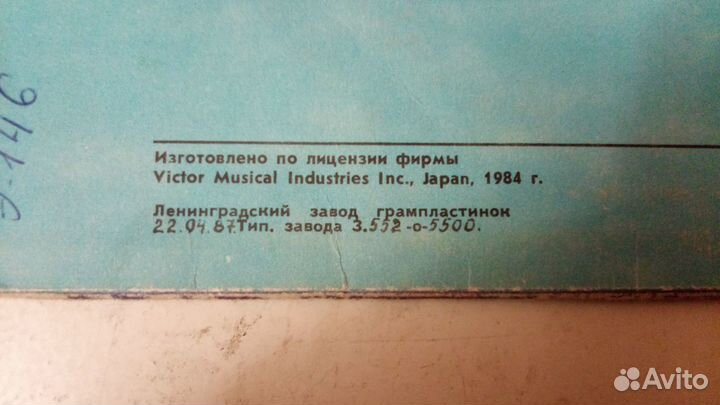 Э-146
Изготовлено по лицензии фирмы
Victor Musical Industries Inc., Japan, 1984 г.
Ленинградский завод грампластинок
22.04.87. Тип. завода З.552-о-5500.
Avito